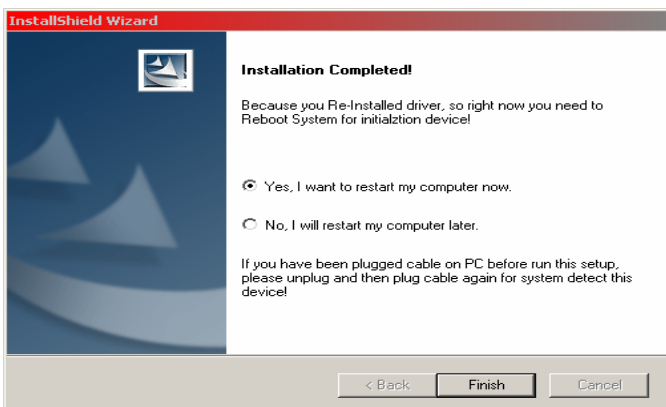 InstallShield Wizard
Installation Completed!
Because you Re-Installed driver, so right now you need to
Reboot System for initialztion device!
Yes, I want to restart my computer now.
No, I will restart my computer later.
If you have been plugged cable on PC before run this setup,
please unplug and then plug cable again for system detect this
device!
< Back
Finish
Cancel